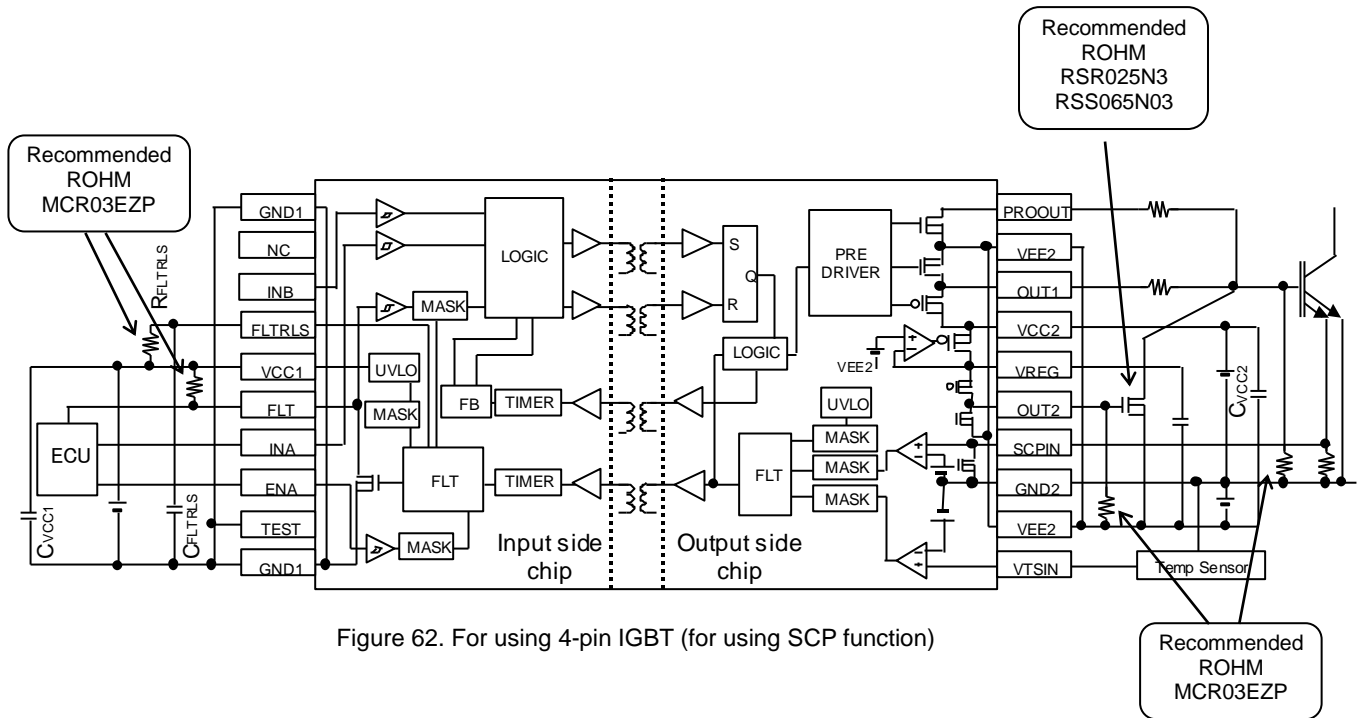 Recommended
ROHM
RSR025N3
RSS065N03
Recommended
ROHM
MCR03EZP
GND1
NC
INB
FLTRLS
VCC1
FLT
INA
ENA
TEST
GND1
RFLTRLS
ECU
CVCC1
CFLTRLS
LOGIC
MASK
UVLO
MASK
FB
TIMER
FLT
TIMER
MASK
Input side
chip
Output side
chip
S
Q
R
PRE
DRIVER
LOGIC
VEE2
UVLO
MASK
MASK
MASK
FLT
PROOUT
VEE2
OUT1
VCC2
VREG
OUT2
SCPIN
GND2
VEE2
VTSIN
CVCC2
Temp Sensor
Recommended
ROHM
MCR03EZP
Figure 62. For using 4-pin IGBT (for using SCP function)